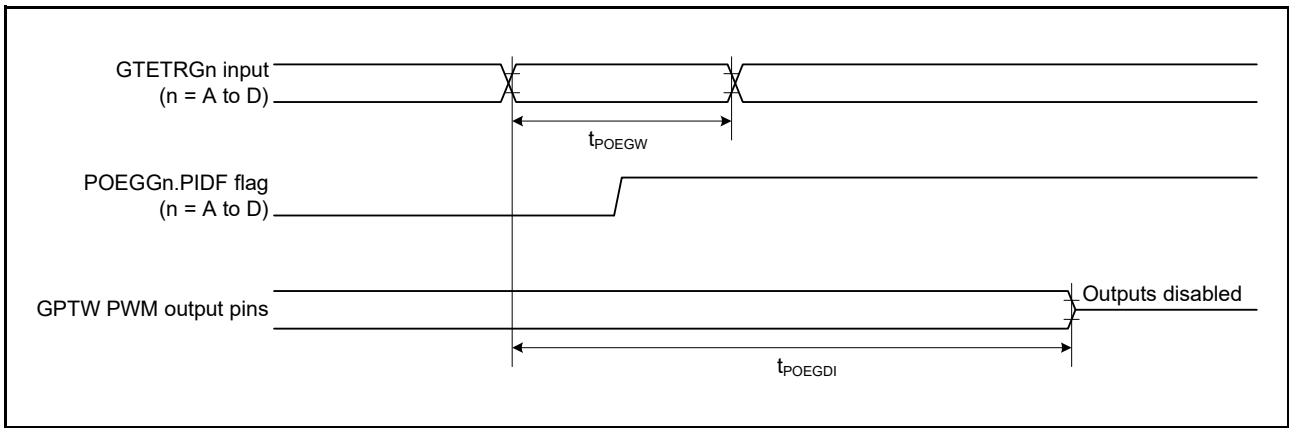 GTETRGn input
(n = A to D)
tPOEGW
POEGGn.PIDF flag
(n = A to D)
Outputs disabled
GPTW PWM output pins
tPOEGDI